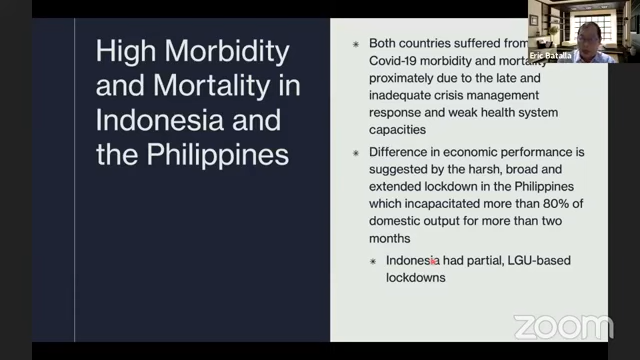 High Morbidity
and Mortality in
Indonesia and
the Philippines
Both countries suffered from
Covid-19 morbidity and mortality
proximately due to the late and
inadequate crisis management
response and weak health system
capacities
Difference in economic performance is
suggested by the harsh, broad and
extended lockdown in the Philippines
which incapacitated more than 80% of
domestic output for more than two
months
Indonesia had partial, LGU-based
lockdowns
Eric Batalla
zoom